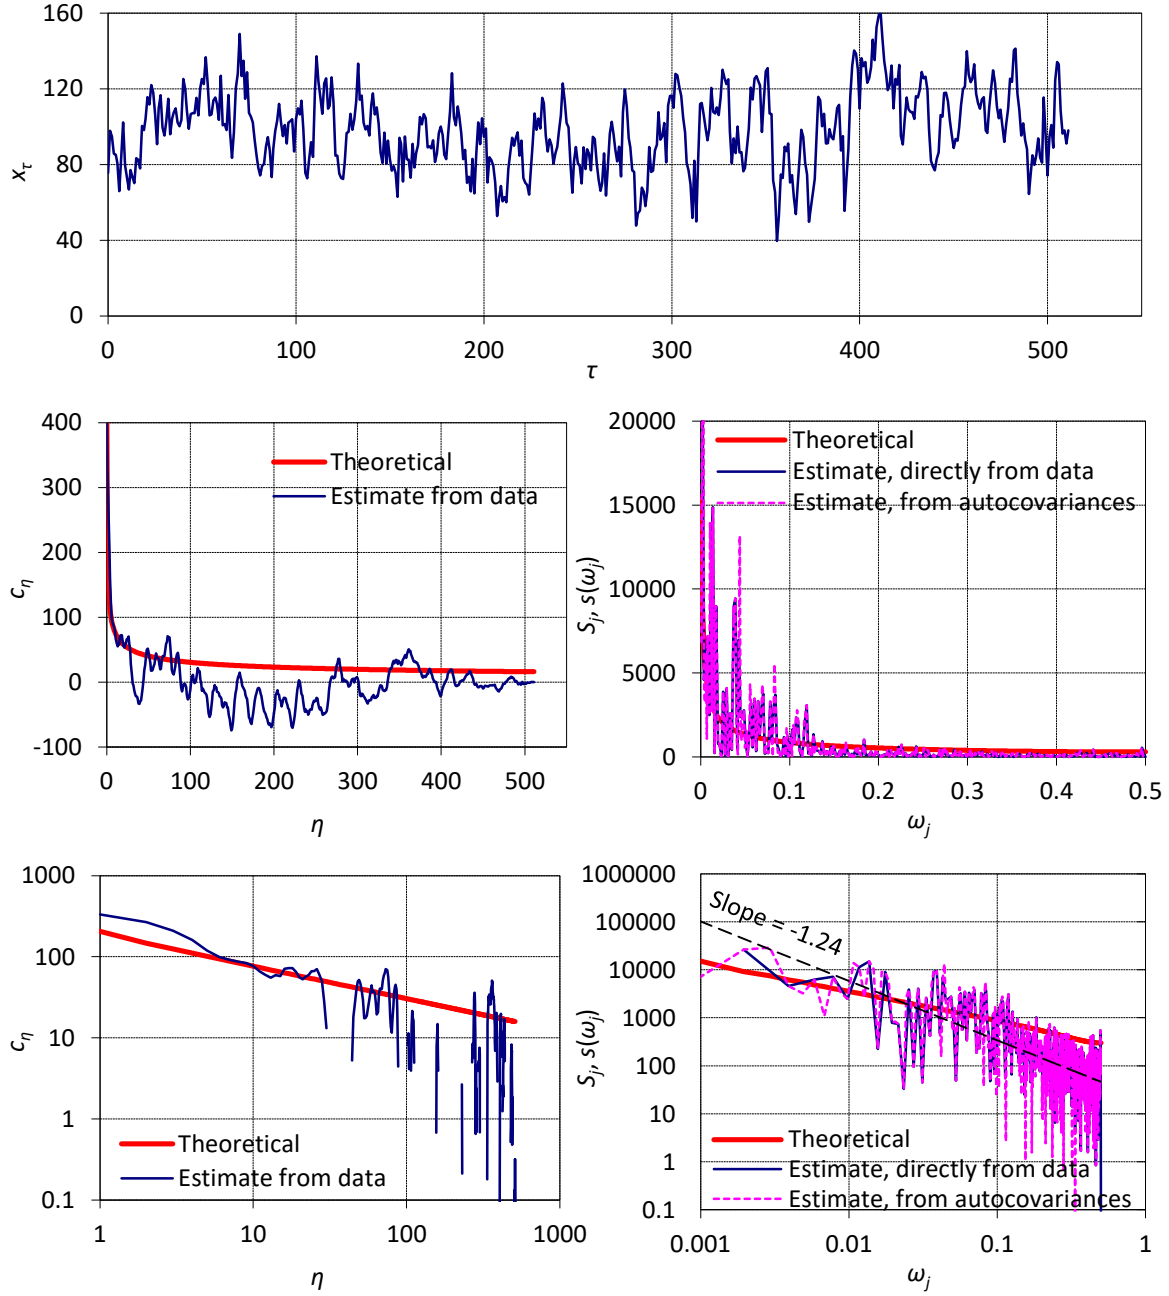 160
120
80
40
0
x_τ
0 100 200 300 400 500
τ
400
300
200
100
0
-100
c_η
Theoretical
Estimate from data
0 100 200 300 400 500
η
20000
15000
10000
5000
0
S_j, s(ω_j)
Theoretical
Estimate, directly from data
Estimate, from autocovariances
0 0.1 0.2 0.3 0.4 0.5
ω_j
1000
100
10
1
0.1
c_η
Theoretical
Estimate from data
1 10 100 1000
η
1000000
100000
10000
1000
100
10
1
0.1
S_j, s(ω_j)
Slope = -1.24
Theoretical
Estimate, directly from data
Estimate, from autocovariances
0.001 0.01 0.1 1
ω_j